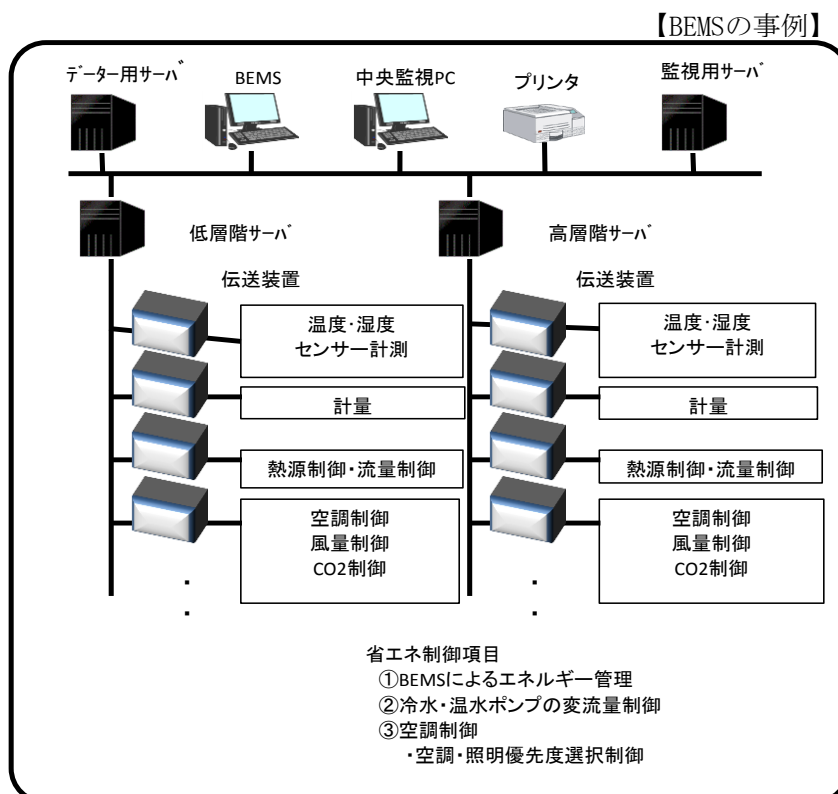 【BEMSの事例】
データー用サーバ
BEMS
中央監視PC
プリンタ
監視用サーバ
低層階サーバ
高層階サーバ
伝送装置
伝送装置
温度・湿度
センサー計測
温度・湿度
センサー計測
計量
計量
熱源制御・流量制御
熱源制御・流量制御
空調制御
風量制御
CO2制御
空調制御
風量制御
CO2制御
・
・
・
・
省エネ制御項目
①BEMSによるエネルギー管理
②冷水・温水ポンプの変流量制御
③空調制御
・空調・照明優先度選択制御